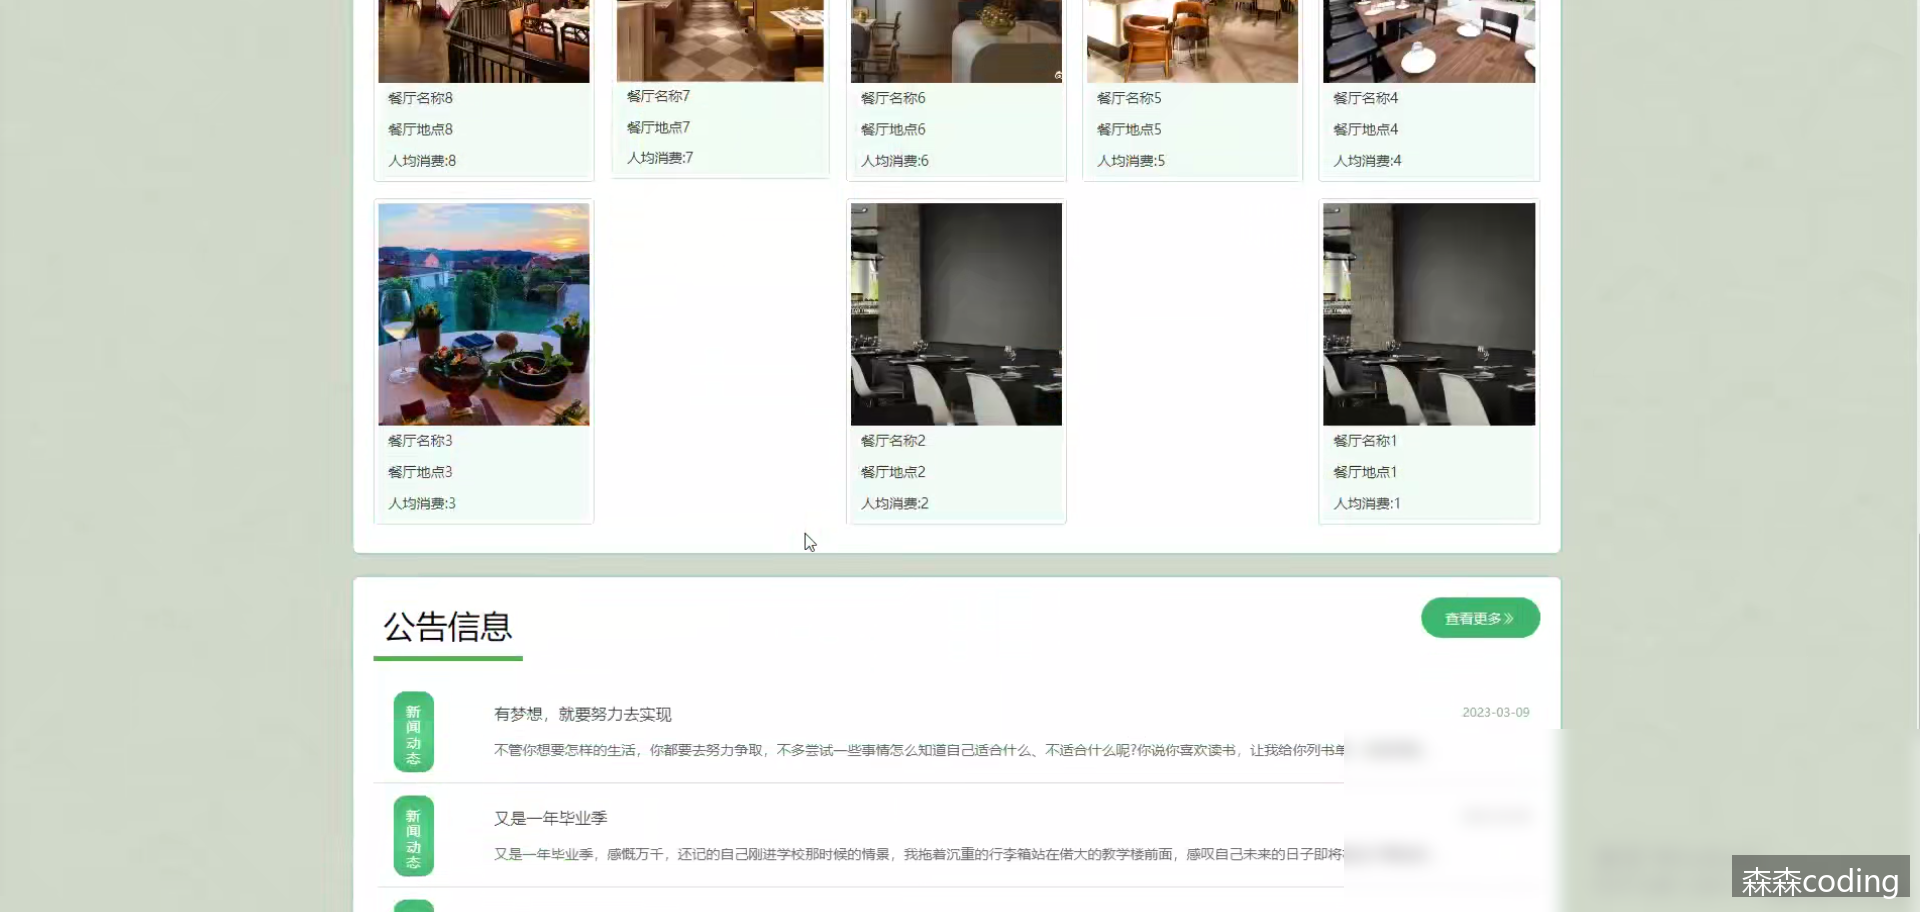 餐厅名称8
餐厅地点8
人均消费:8
餐厅名称7
餐厅地点7
人均消费:7
餐厅名称6
餐厅地点6
人均消费:6
餐厅名称5
餐厅地点5
人均消费:5
餐厅名称4
餐厅地点4
人均消费:4
餐厅名称3
餐厅地点3
人均消费:3
餐厅名称2
餐厅地点2
人均消费:2
餐厅名称1
餐厅地点1
人均消费:1
公告信息
查看更多》
新闻动态
有梦想，就要努力去实现
2023-03-09
不管你想要怎样的生活，你都要去努力争取，不多尝试一些事情怎么知道自己适合什么、不适合什么呢?你说你喜欢读书，让我给你列书单
新闻动态
又是一年毕业季
又是一年毕业季，感慨万千，还记的自己刚进学校那时候的情景，我拖着沉重的行李箱站在偌大的教学楼前面，感叹自己未来的日子即将
森森coding